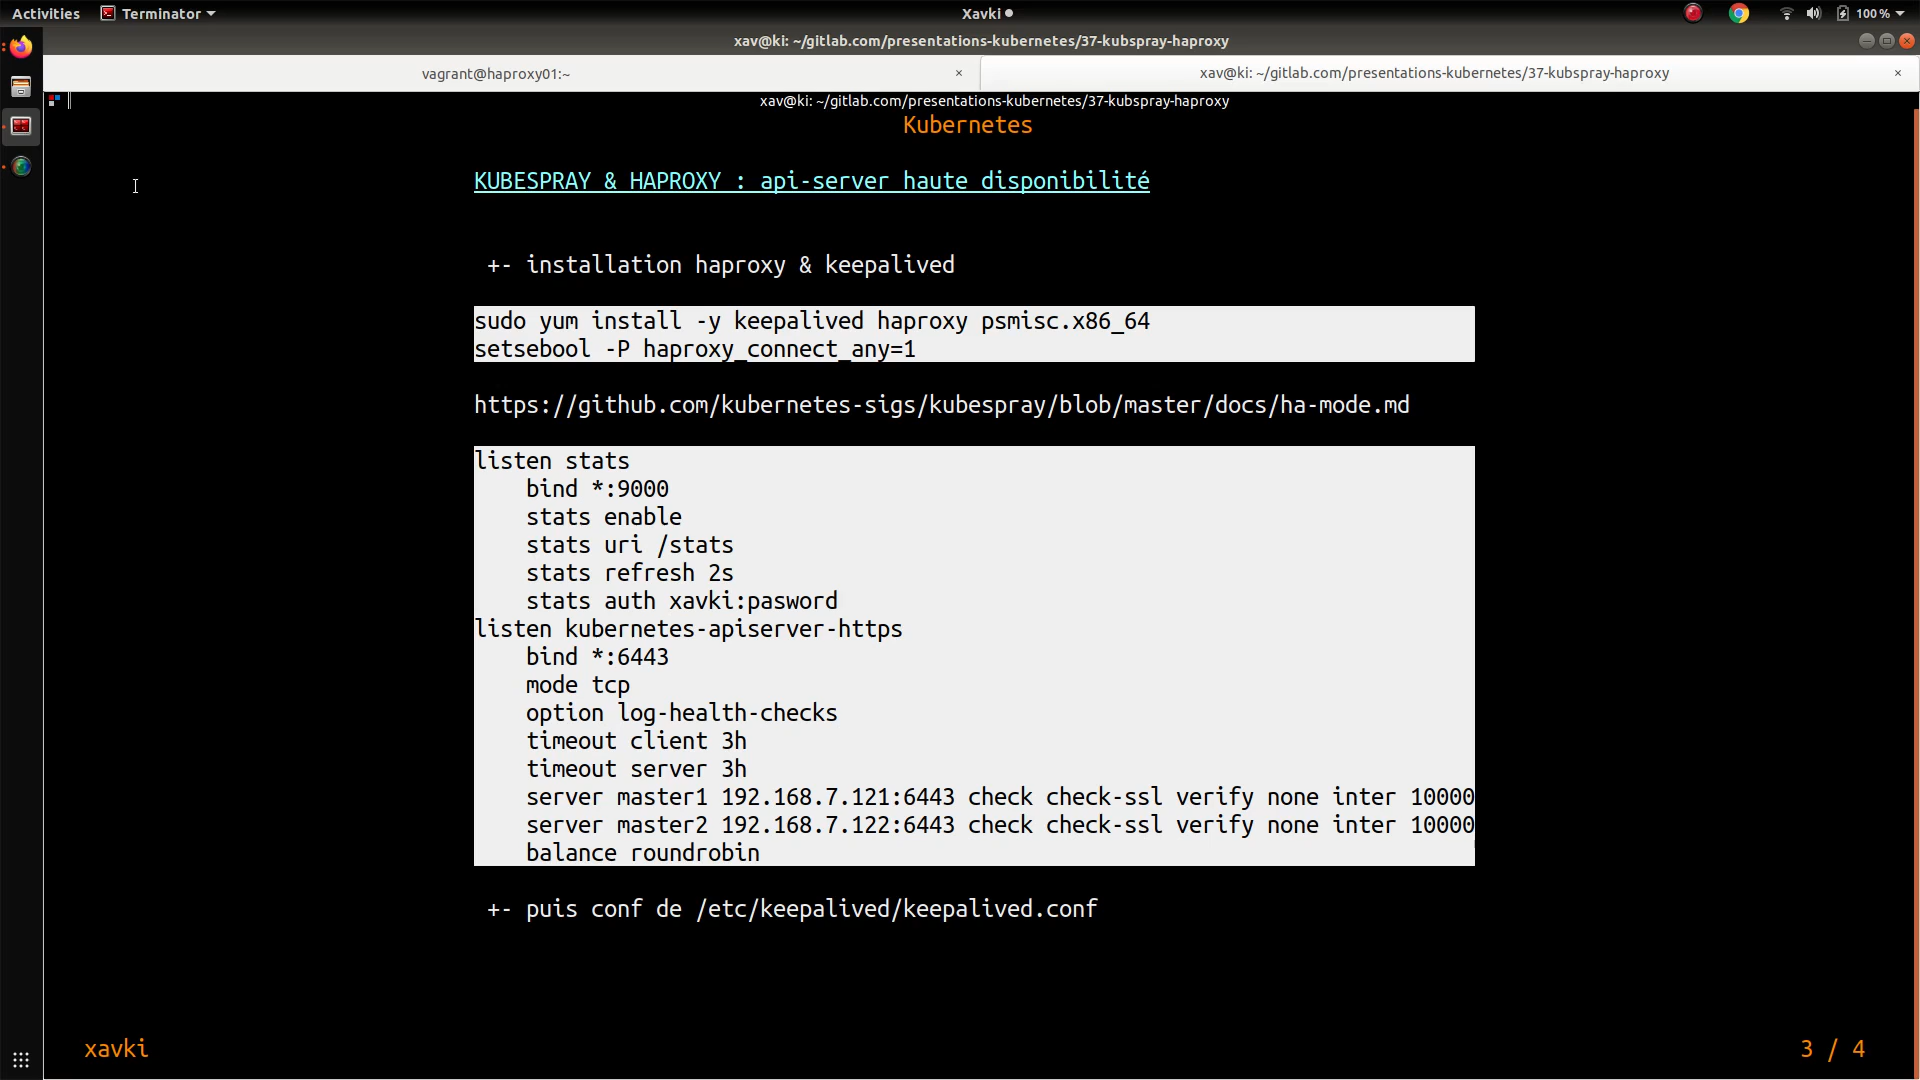 Activities
Terminator
Xavki
100 %
xav@ki: ~/gitlab.com/presentations-kubernetes/37-kubspray-haproxy
vagrant@haproxy01:~ ×
xav@ki: ~/gitlab.com/presentations-kubernetes/37-kubspray-haproxy ×
xav@ki: ~/gitlab.com/presentations-kubernetes/37-kubspray-haproxy
Kubernetes
KUBESPRAY & HAPROXY : api-server haute disponibilité
+- installation haproxy & keepalived
sudo yum install -y keepalived haproxy psmisc.x86_64
setsebool -P haproxy_connect_any=1
https://github.com/kubernetes-sigs/kubespray/blob/master/docs/ha-mode.md
listen stats
    bind *:9000
    stats enable
    stats uri /stats
    stats refresh 2s
    stats auth xavki:pasword
listen kubernetes-apiserver-https
    bind *:6443
    mode tcp
    option log-health-checks
    timeout client 3h
    timeout server 3h
    server master1 192.168.7.121:6443 check check-ssl verify none inter 10000
    server master2 192.168.7.122:6443 check check-ssl verify none inter 10000
    balance roundrobin
+- puis conf de /etc/keepalived/keepalived.conf
xavki
3 / 4